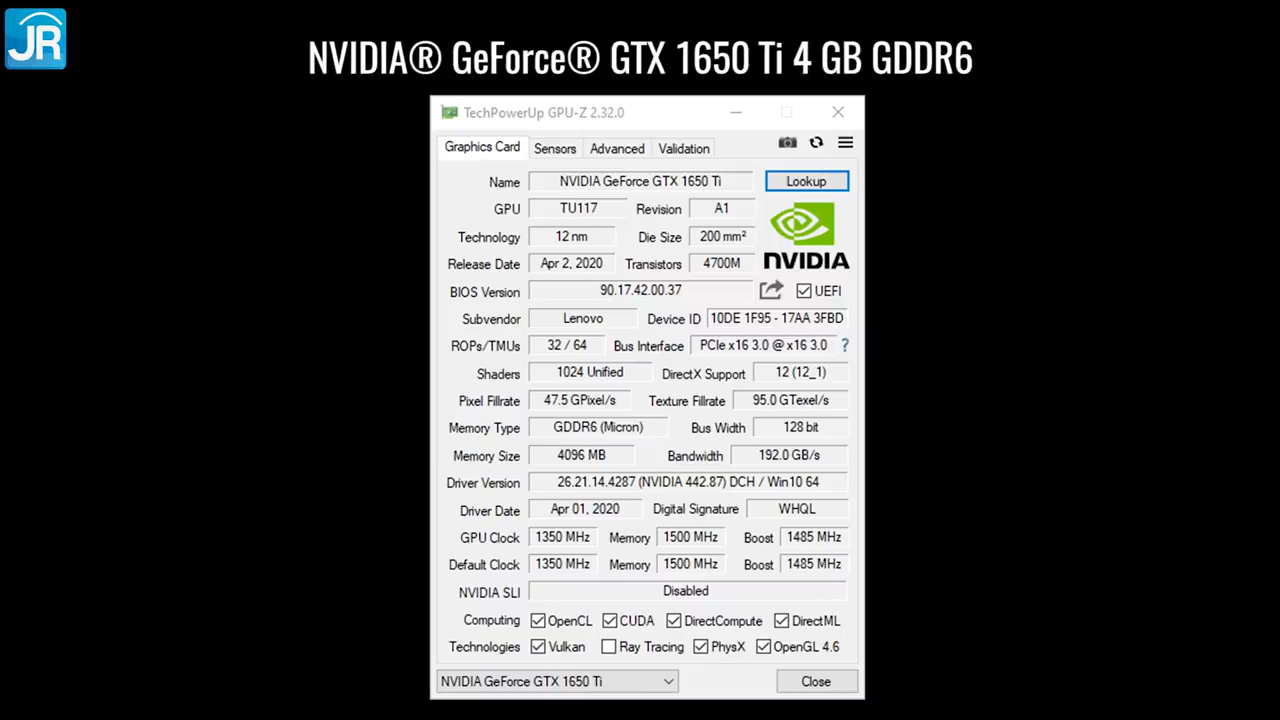 JR
NVIDIA® GeForce® GTX 1650 Ti 4 GB GDDR6
TechPowerUp GPU-Z 2.32.0
Graphics Card Sensors Advanced Validation
Name NVIDIA GeForce GTX 1650 Ti Lookup
GPU TU117 Revision A1
Technology 12 nm Die Size 200 mm²
Release Date Apr 2, 2020 Transistors 4700M
NVIDIA
BIOS Version 90.17.42.00.37 UEFI
Subvendor Lenovo Device ID 10DE 1F95 - 17AA 3FBD
ROPs/TMUs 32 / 64 Bus Interface PCIe x16 3.0 @ x16 3.0 ?
Shaders 1024 Unified DirectX Support 12 (12_1)
Pixel Fillrate 47.5 GPixel/s Texture Fillrate 95.0 GTexel/s
Memory Type GDDR6 (Micron) Bus Width 128 bit
Memory Size 4096 MB Bandwidth 192.0 GB/s
Driver Version 26.21.14.4287 (NVIDIA 442.87) DCH / Win10 64
Driver Date Apr 01, 2020 Digital Signature WHQL
GPU Clock 1350 MHz Memory 1500 MHz Boost 1485 MHz
Default Clock 1350 MHz Memory 1500 MHz Boost 1485 MHz
NVIDIA SLI Disabled
Computing OpenCL CUDA DirectCompute DirectML
Technologies Vulkan Ray Tracing PhysX OpenGL 4.6
NVIDIA GeForce GTX 1650 Ti Close